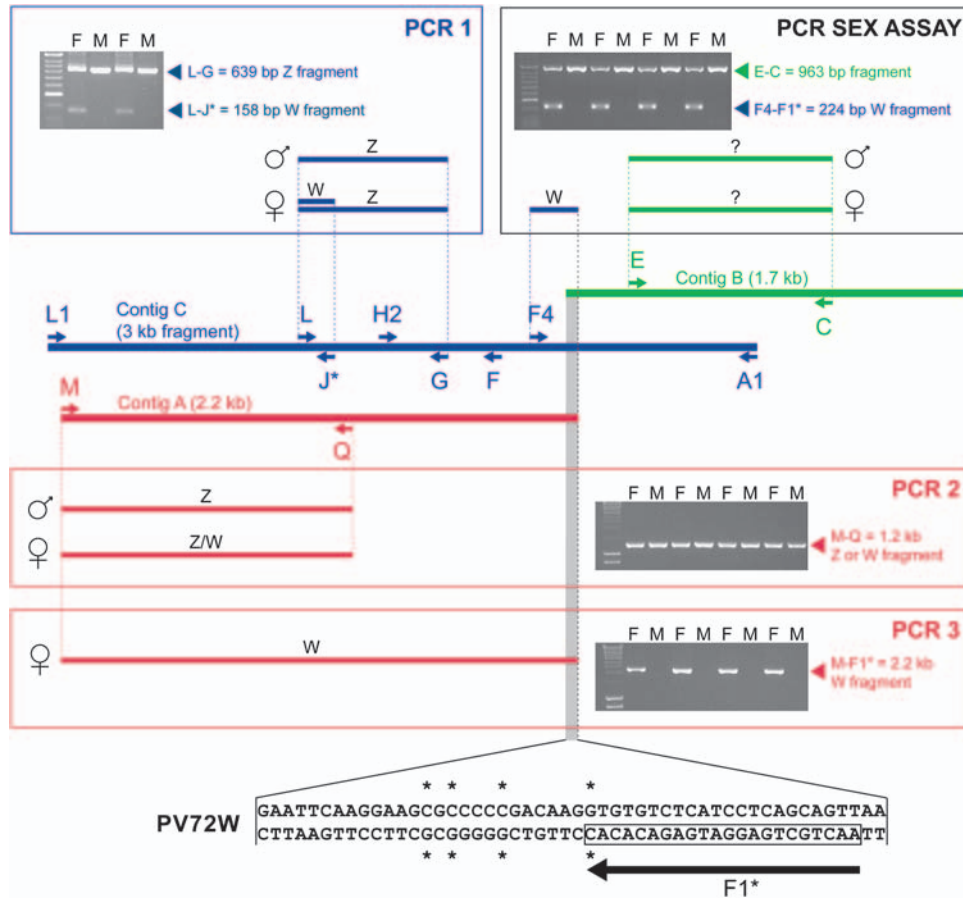 PCR 1
F M F M
L-G = 639 bp Z fragment
L-J* = 158 bp W fragment
♂ Z
W
♀ Z
PCR SEX ASSAY
F M F M F M F M
E-C = 963 bp fragment
F4-F1* = 224 bp W fragment
? ♂
W ? ♀
E
Contig B (1.7 kb)
C
L1 Contig C L H2 F4
(3 kb fragment)
J* G F A1
M
Contig A (2.2 kb)
Q
PCR 2
♂ Z
♀ Z/W
F M F M F M F M
M-Q = 1.2 kb
Z or W fragment
PCR 3
♀ W
F M F M F M F M
M-F1* = 2.2 kb
W fragment
* * * *
PV72W
GAATTCAAGGAAGCGCCCCCGACAAGGTGTGTCTCATCCTCAGCAGTTAA
CTTAAGTTCCTTCGCGGGGGCTGTTCCACACAGAGTAGGAGTCGTCAATT
* * * *
F1*